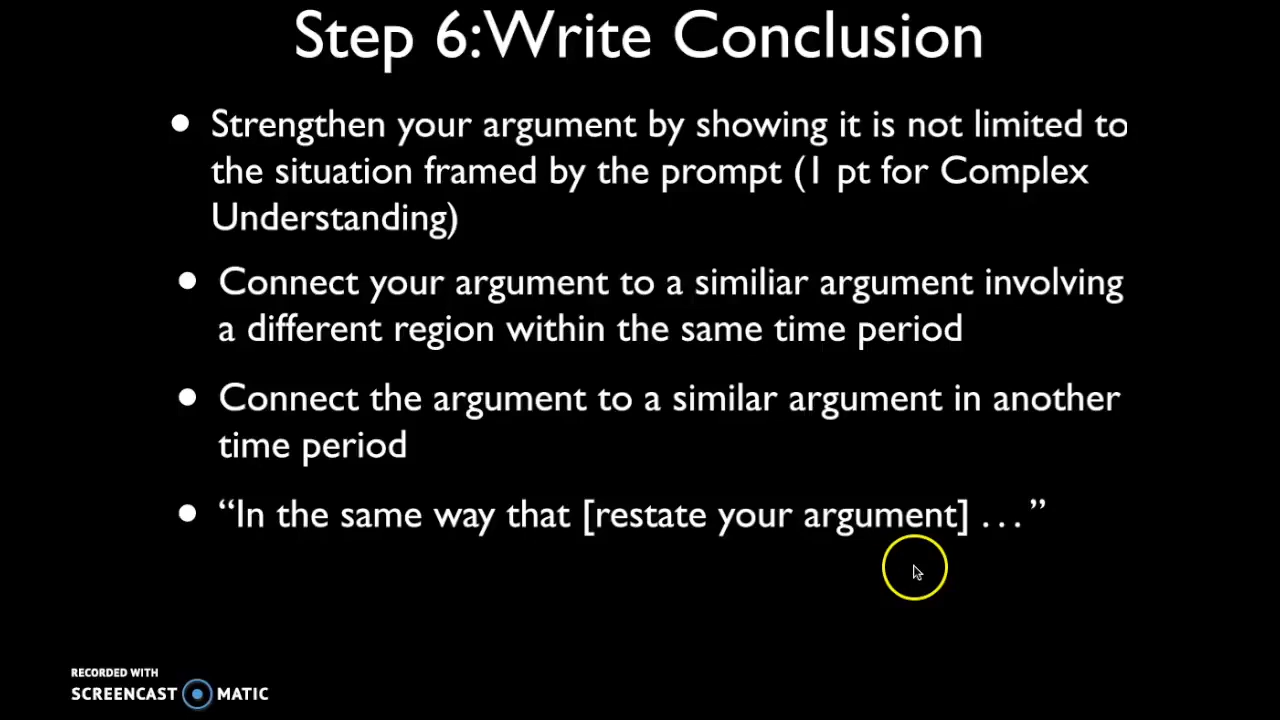 Step 6:Write Conclusion
• Strengthen your argument by showing it is not limited to
the situation framed by the prompt (1 pt for Complex
Understanding)
• Connect your argument to a similiar argument involving
a different region within the same time period
• Connect the argument to a similar argument in another
time period
• “In the same way that [restate your argument] …”
RECORDED WITH
SCREENCAST MATIC